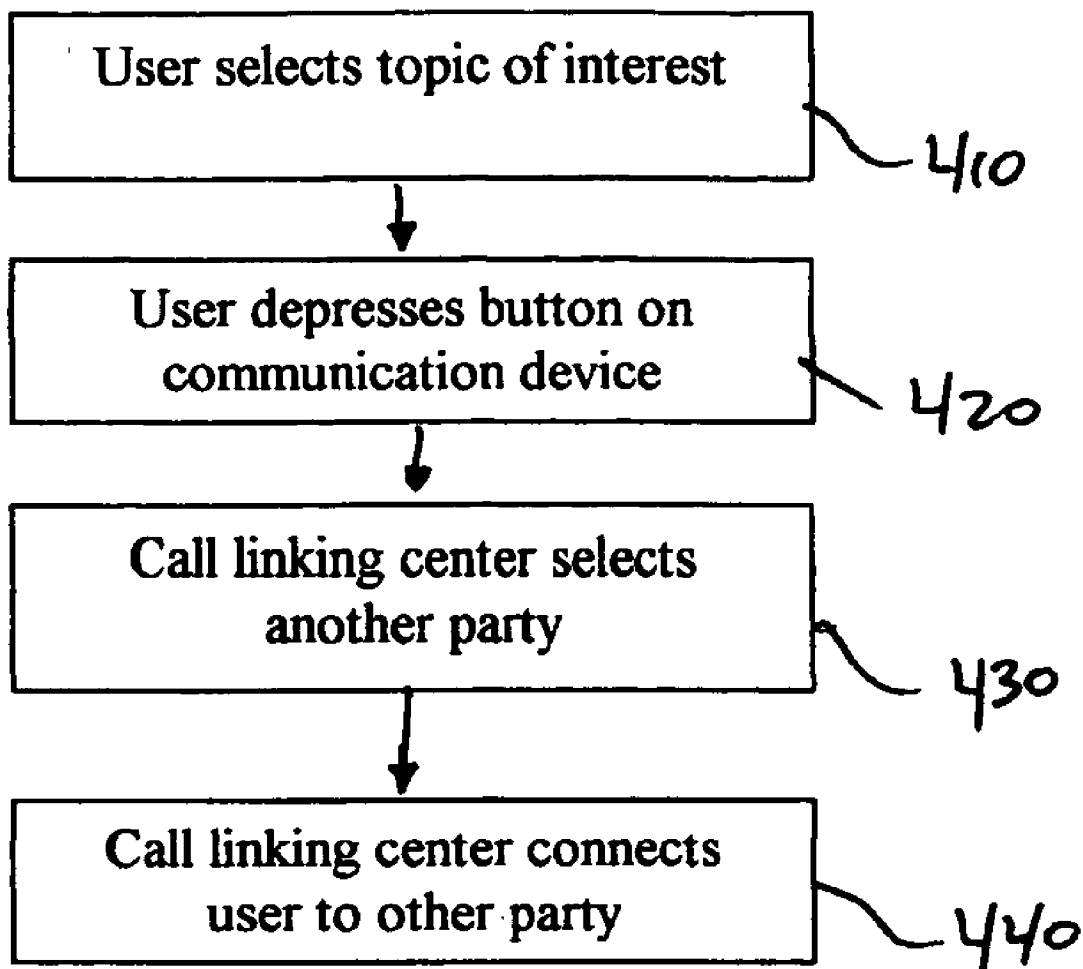 User selects topic of interest
410
User depresses button on
communication device
420
Call linking center selects
another party
430
Call linking center connects
user to other party
440